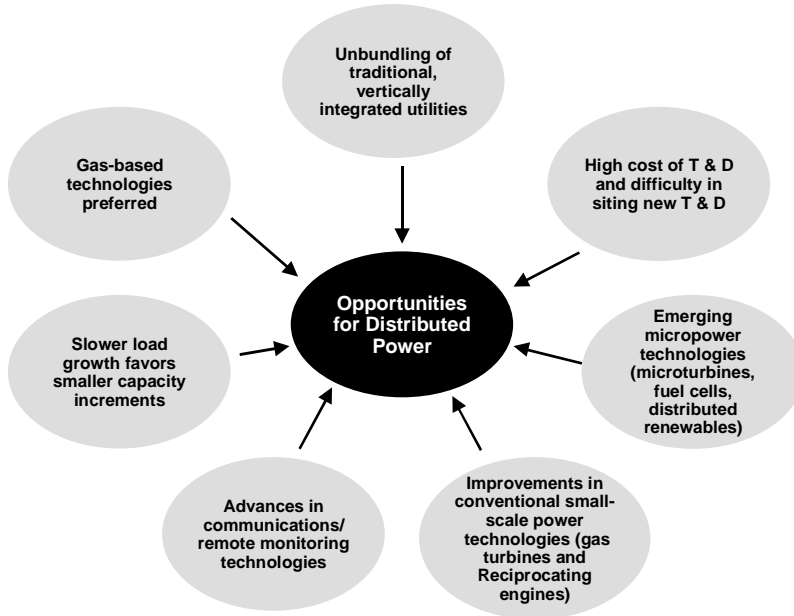 Unbundling of
traditional,
vertically
integrated utilities
Gas-based
technologies
preferred
High cost of T & D
and difficulty in
siting new T & D
Opportunities
for Distributed
Power
Slower load
growth favors
smaller capacity
increments
Emerging
micropower
technologies
(microturbines,
fuel cells,
distributed
renewables)
Advances in
communications/
remote monitoring
technologies
Improvements in
conventional small-
scale power
technologies (gas
turbines and
Reciprocating
engines)